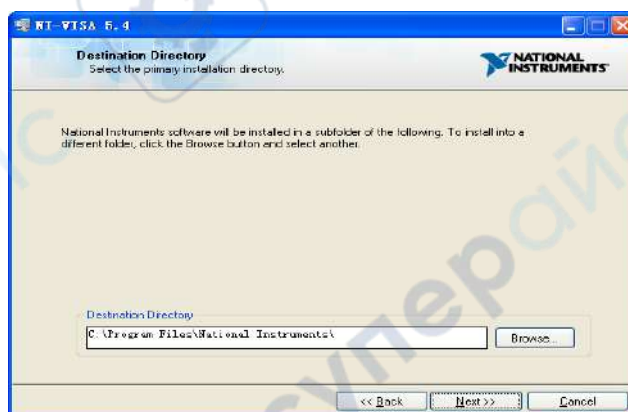 NI-VISA 5.4
Destination Directory
Select the primary installation directory.
NATIONAL
INSTRUMENTS
National Instruments software will be installed in a subfolder of the following. To install into a
different folder, click the Browse button and select another.
Destination Directory
C:\Program Files\National Instruments\
Browse...
<< Back
Next >>
Cancel